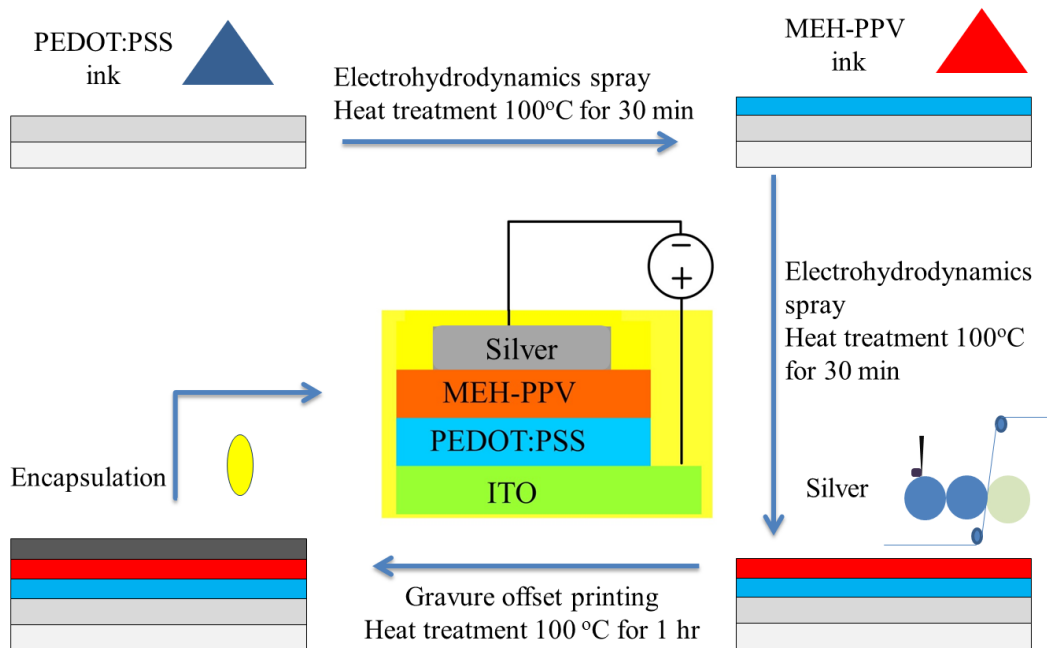 PEDOT:PSS
ink
Electrohydrodynamics spray
Heat treatment 100°C for 30 min
MEH-PPV
ink
Electrohydrodynamics
spray
Heat treatment 100°C
for 30 min
−
+
Silver
MEH-PPV
PEDOT:PSS
ITO
Encapsulation
Silver
Gravure offset printing
Heat treatment 100 °C for 1 hr